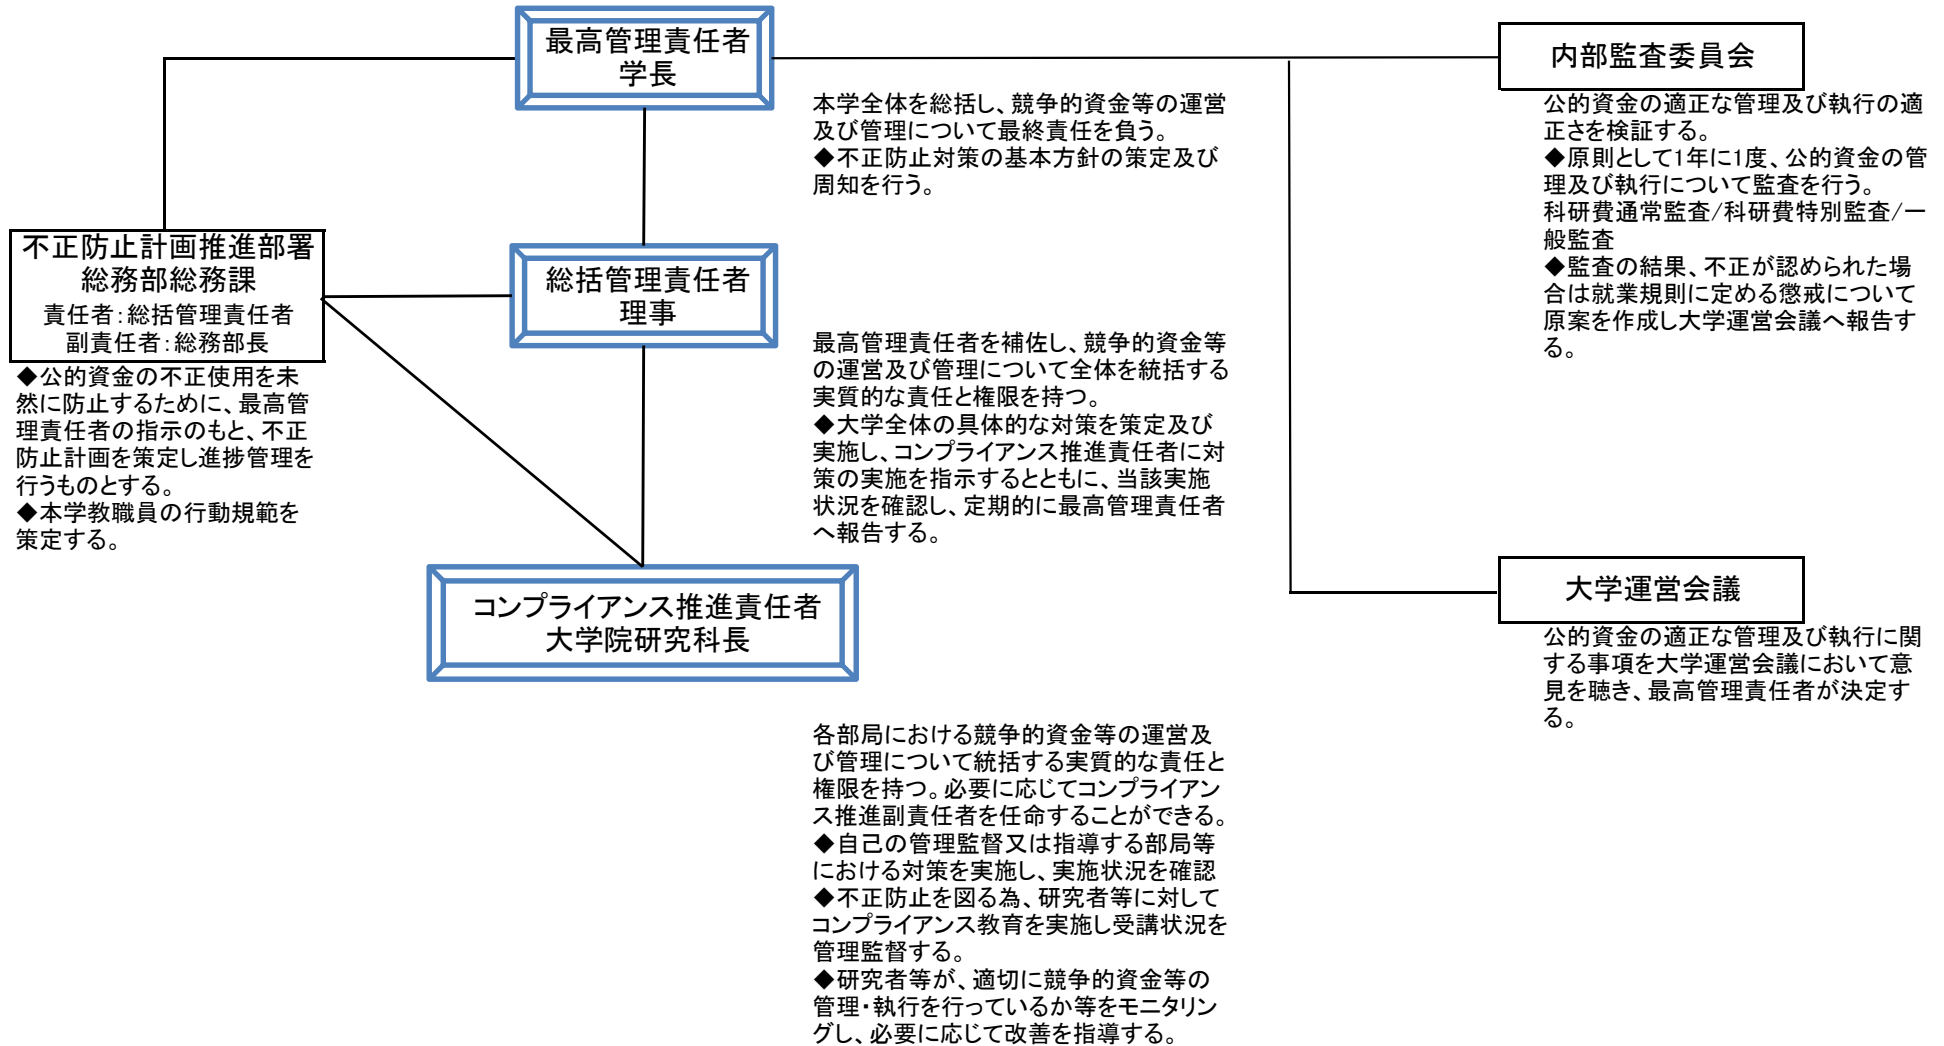 最高管理責任者
学長
本学全体を総括し、競争的資金等の運営
及び管理について最終責任を負う。
◆不正防止対策の基本方針の策定及び
周知を行う。
内部監査委員会
公的資金の適正な管理及び執行の適
正さを検証する。
◆原則として1年に1度、公的資金の管
理及び執行について監査を行う。
科研費通常監査/科研費特別監査/一
般監査
◆監査の結果、不正が認められた場
合は就業規則に定める懲戒について
原案を作成し大学運営会議へ報告す
る。
不正防止計画推進部署
総務部総務課
責任者:総括管理責任者
副責任者:総務部長
◆公的資金の不正使用を未
然に防止するために、最高管
理責任者の指示のもと、不正
防止計画を策定し進捗管理を
行うものとする。
◆本学教職員の行動規範を
策定する。
総括管理責任者
理事
最高管理責任者を補佐し、競争的資金等
の運営及び管理について全体を統括する
実質的な責任と権限を持つ。
◆大学全体の具体的な対策を策定及び
実施し、コンプライアンス推進責任者に対
策の実施を指示するとともに、当該実施
状況を確認し、定期的に最高管理責任者
へ報告する。
コンプライアンス推進責任者
大学院研究科長
各部局における競争的資金等の運営及
び管理について統括する実質的な責任と
権限を持つ。必要に応じてコンプライアン
ス推進副責任者を任命することができる。
◆自己の管理監督又は指導する部局等
における対策を実施し、実施状況を確認
◆不正防止を図る為、研究者等に対して
コンプライアンス教育を実施し受講状況を
管理監督する。
◆研究者等が、適切に競争的資金等の
管理・執行を行っているか等をモニタリン
グし、必要に応じて改善を指導する。
大学運営会議
公的資金の適正な管理及び執行に関
する事項を大学運営会議において意
見を聴き、最高管理責任者が決定す
る。